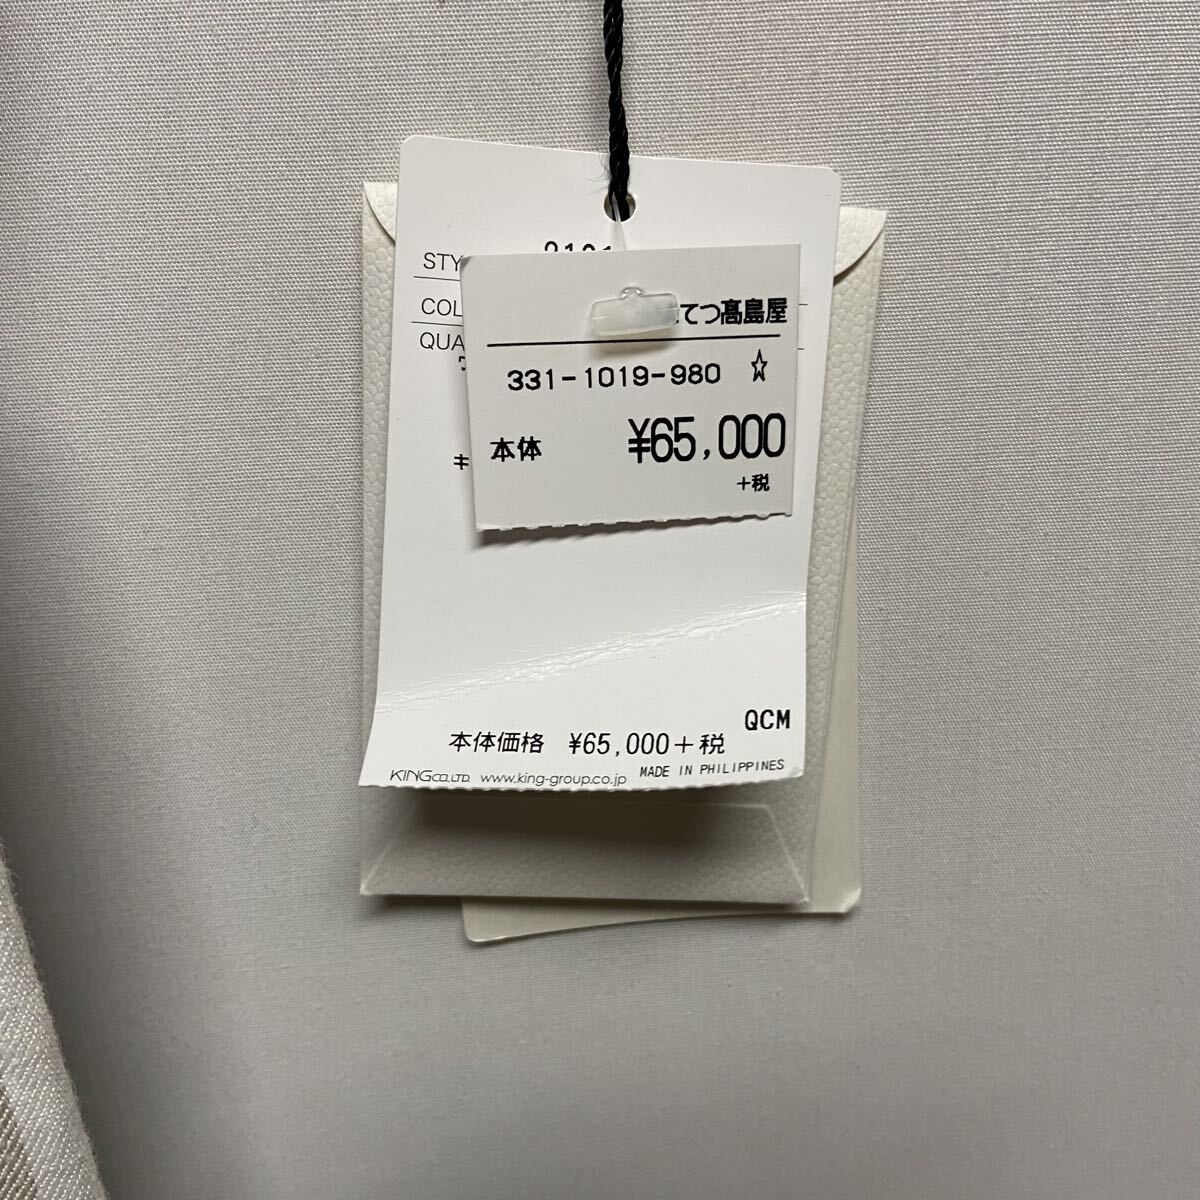 STY
COL
QUA
てつ髙島屋
331-1019-980 ☆
本体 ¥65,000
+税
QCM
本体価格 ¥65,000+税
KING CO.,LTD. www.king-group.co.jp MADE IN PHILIPPINES